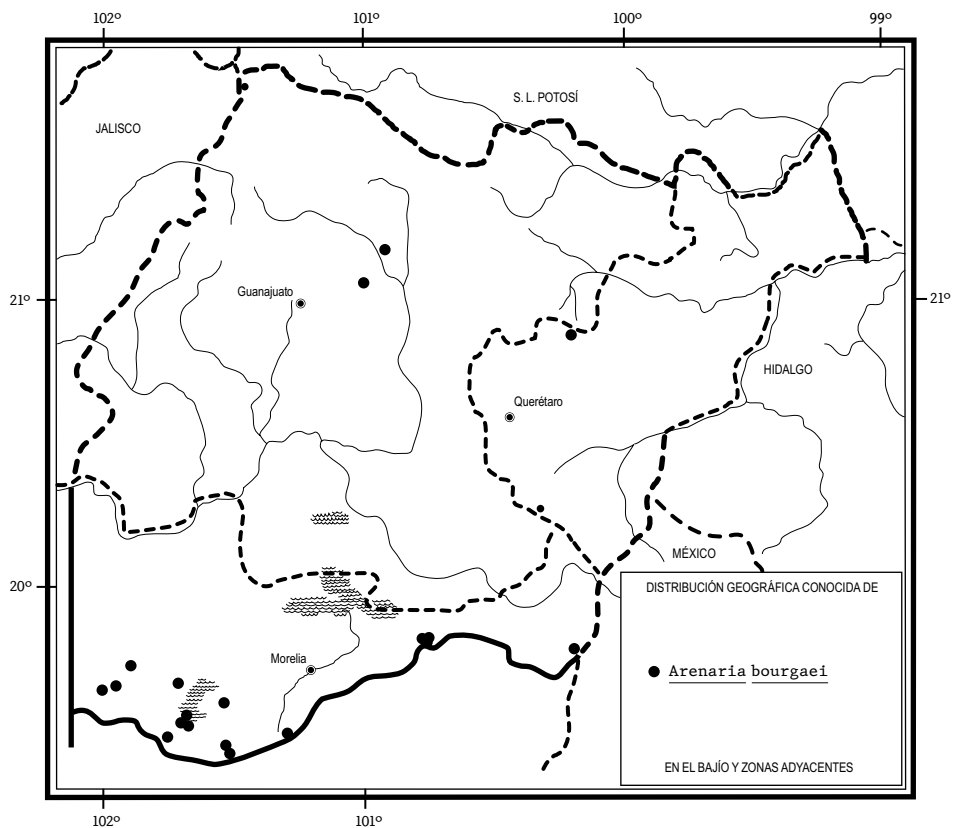 102º 101º 100º 99º
S. L. POTOSÍ
JALISCO
Guanajuato
21º 21º
HIDALGO
Querétaro
MÉXICO
20º
DISTRIBUCIÓN GEOGRÁFICA CONOCIDA DE
Morelia
Arenaria bourgaei
EN EL BAJÍO Y ZONAS ADYACENTES
102º 101º